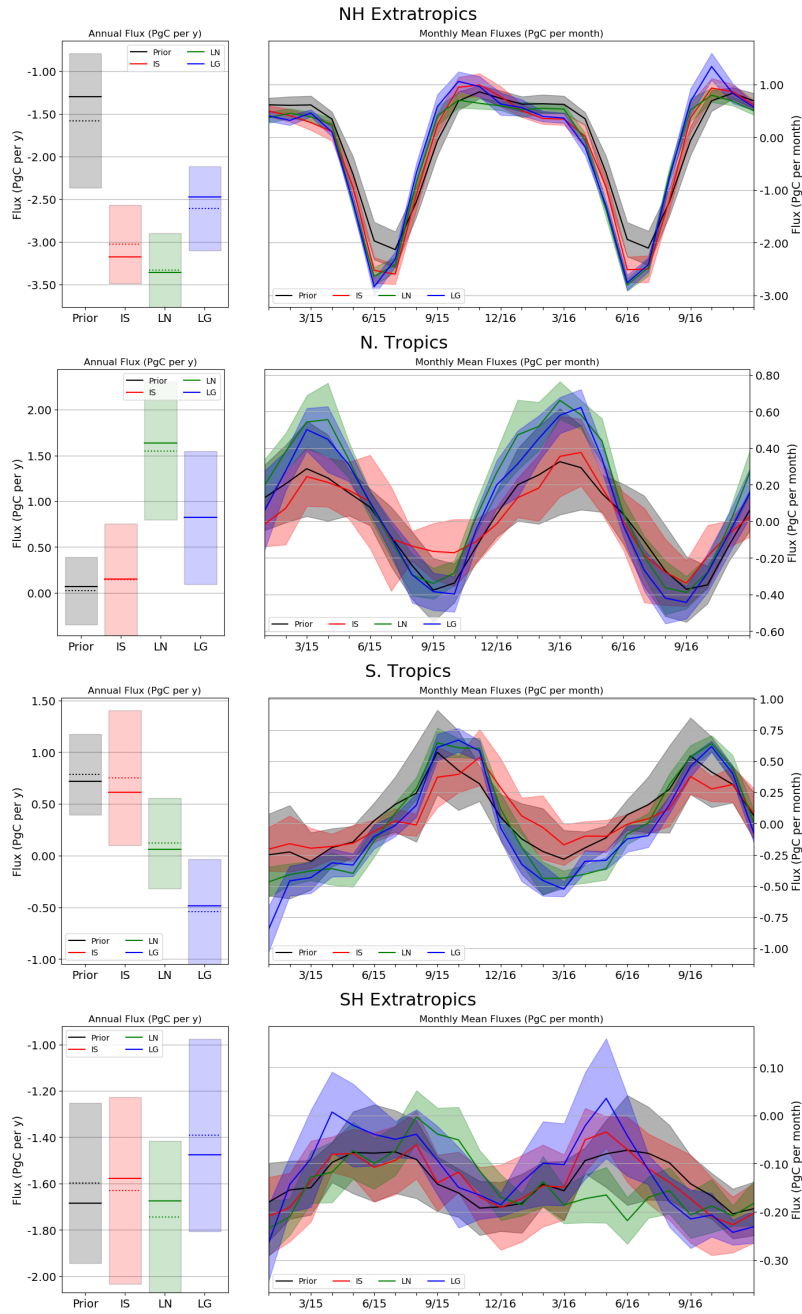 NH Extratropics
Annual Flux (PgC per y)
Flux (PgC per y)
-1.00
-1.50
-2.00
-2.50
-3.00
-3.50
Prior
IS
LN
LG
Prior IS LN LG
Monthly Mean Fluxes (PgC per month)
Flux (PgC per month)
1.00
0.00
-1.00
-2.00
-3.00
3/15 6/15 9/15 12/16 3/16 6/16 9/16
Prior IS LN LG
N. Tropics
Annual Flux (PgC per y)
Flux (PgC per y)
2.00
1.50
1.00
0.50
0.00
Prior
IS
LN
LG
Prior IS LN LG
Monthly Mean Fluxes (PgC per month)
Flux (PgC per month)
0.80
0.60
0.40
0.20
0.00
-0.20
-0.40
-0.60
3/15 6/15 9/15 12/16 3/16 6/16 9/16
Prior IS LN LG
S. Tropics
Annual Flux (PgC per y)
Flux (PgC per y)
1.50
1.00
0.50
0.00
-0.50
-1.00
Prior
IS
LN
LG
Prior IS LN LG
Monthly Mean Fluxes (PgC per month)
Flux (PgC per month)
1.00
0.75
0.50
0.25
0.00
-0.25
-0.50
-0.75
-1.00
3/15 6/15 9/15 12/16 3/16 6/16 9/16
Prior IS LN LG
SH Extratropics
Annual Flux (PgC per y)
Flux (PgC per y)
-1.00
-1.20
-1.40
-1.60
-1.80
-2.00
Prior
IS
LN
LG
Prior IS LN LG
Monthly Mean Fluxes (PgC per month)
Flux (PgC per month)
0.10
0.00
-0.10
-0.20
-0.30
3/15 6/15 9/15 12/16 3/16 6/16 9/16
Prior IS LN LG